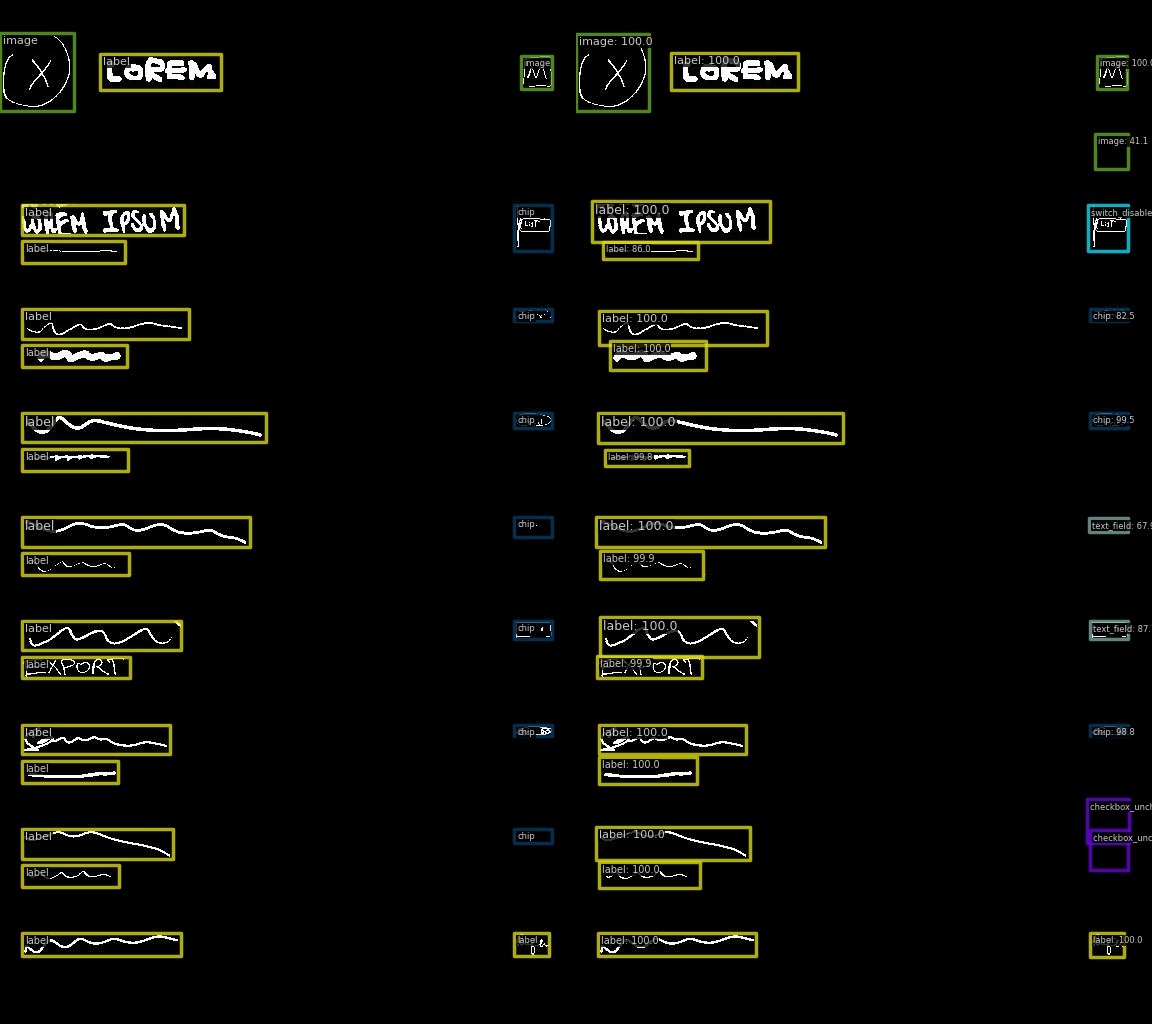 image label image image: 100.0 label: 100.0 image: 100.0
X LOREM X LOREM
image: 41.1
label chip label: 100.0 switch_disable
IPSUM LIST IPSUM LIST
label label: 86.0
label chip label: 100.0 chip: 82.5
label label: 100.0
label chip label: 100.0 chip: 99.5
label label: 99.8
label chip label: 100.0 text_field: 67.9
label label: 99.9
label chip label: 100.0 text_field: 87.
label label: 99.9
EXPORT
label chip label: 100.0 chip: 98.8
label label: 100.0
checkbox_unch
label chip label: 100.0 checkbox_unc
label label: 100.0
label label label: 100.0 label: 100.0